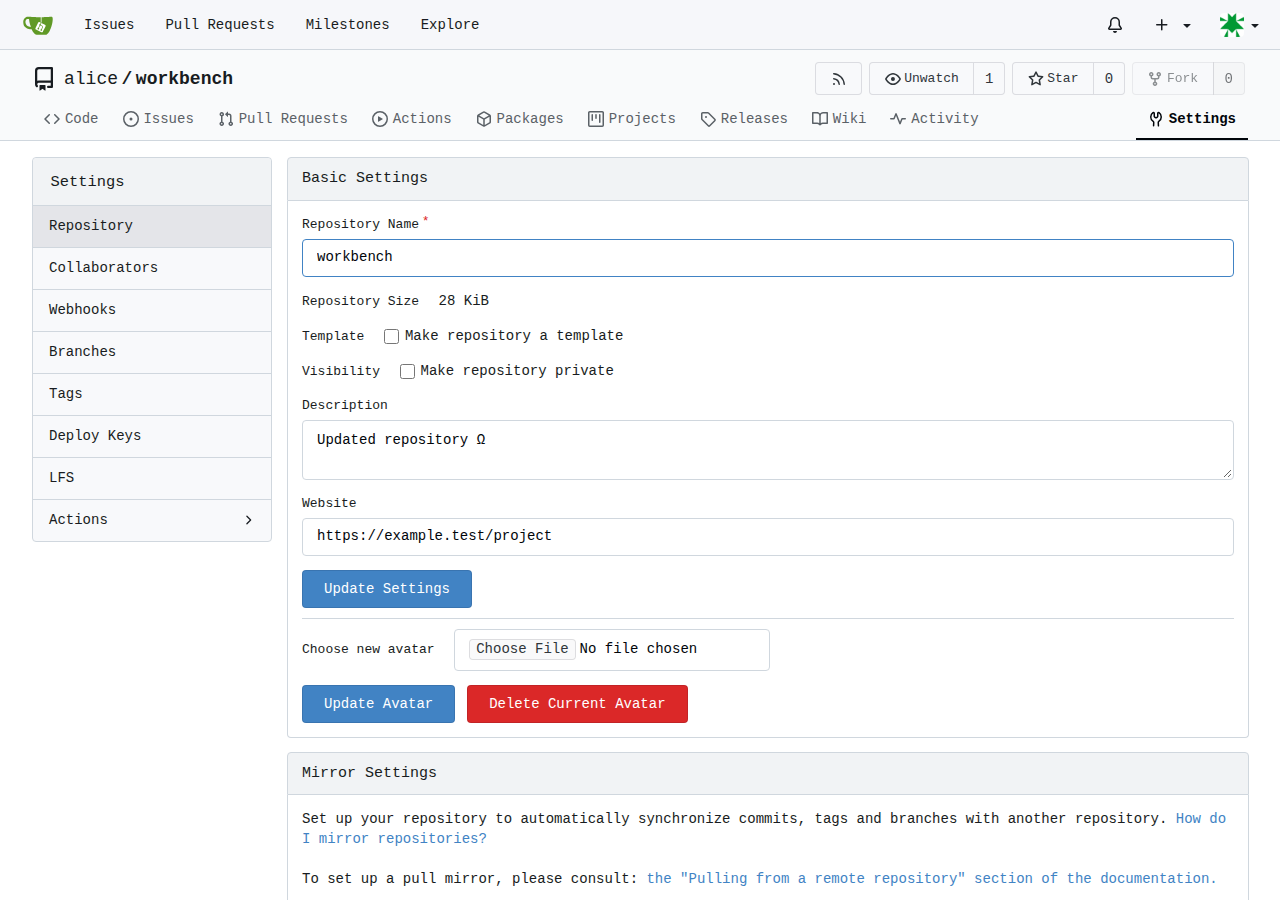 Issues Pull Requests Milestones Explore
alice/workbench
Unwatch 1 Star 0 Fork 0
Code Issues Pull Requests Actions Packages Projects Releases Wiki Activity Settings
Settings
Repository
Collaborators
Webhooks
Branches
Tags
Deploy Keys
LFS
Actions
Basic Settings
Repository Name *
workbench
Repository Size 28 KiB
Template Make repository a template
Visibility Make repository private
Description
Updated repository Ω
Website
https://example.test/project
Update Settings
Choose new avatar Choose File No file chosen
Update Avatar Delete Current Avatar
Mirror Settings
Set up your repository to automatically synchronize commits, tags and branches with another repository. How do
I mirror repositories?
To set up a pull mirror, please consult: the "Pulling from a remote repository" section of the documentation.